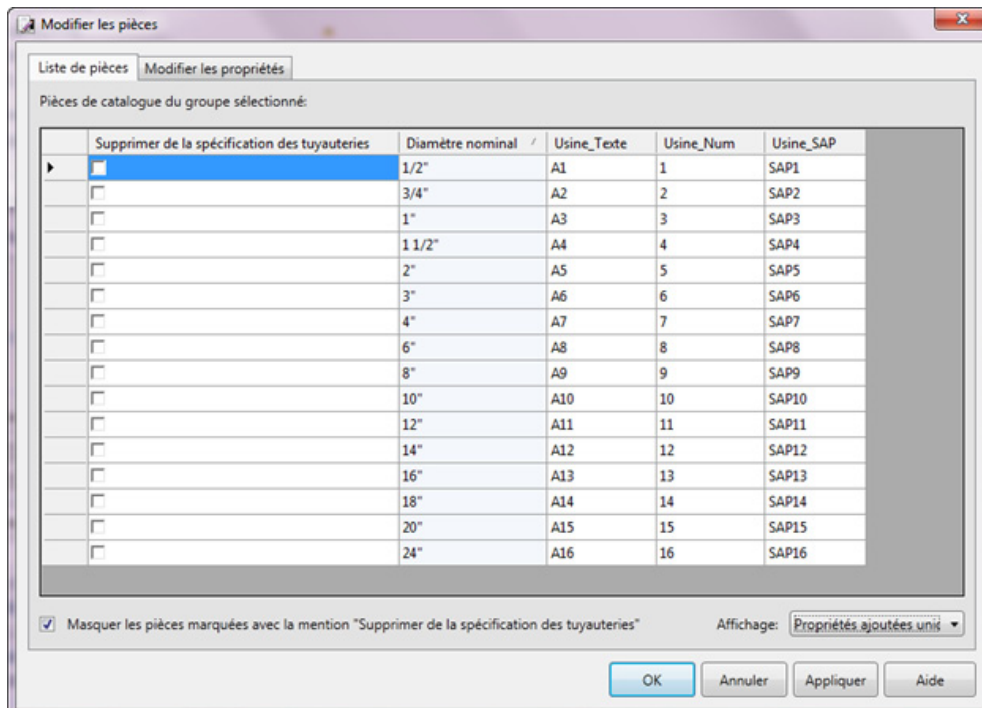 Modifier les pièces
Liste de pièces Modifier les propriétés
Pièces de catalogue du groupe sélectionné:
Supprimer de la spécification des tuyauteries Diamètre nominal Usine_Texte Usine_Num Usine_SAP
1/2" A1 1 SAP1
3/4" A2 2 SAP2
1" A3 3 SAP3
1 1/2" A4 4 SAP4
2" A5 5 SAP5
3" A6 6 SAP6
4" A7 7 SAP7
6" A8 8 SAP8
8" A9 9 SAP9
10" A10 10 SAP10
12" A11 11 SAP11
14" A12 12 SAP12
16" A13 13 SAP13
18" A14 14 SAP14
20" A15 15 SAP15
24" A16 16 SAP16
Masquer les pièces marquées avec la mention "Supprimer de la spécification des tuyauteries" Affichage: Propriétés ajoutées uni
OK Annuler Appliquer Aide